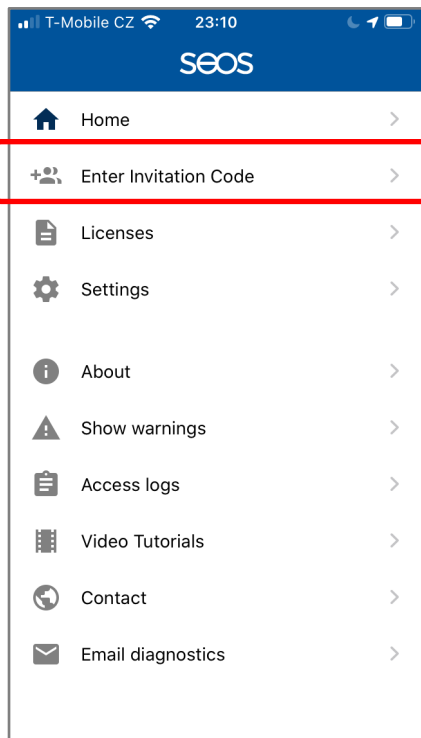 T-Mobile CZ 23:10
seos
Home
Enter Invitation Code
Licenses
Settings
About
Show warnings
Access logs
Video Tutorials
Contact
Email diagnostics